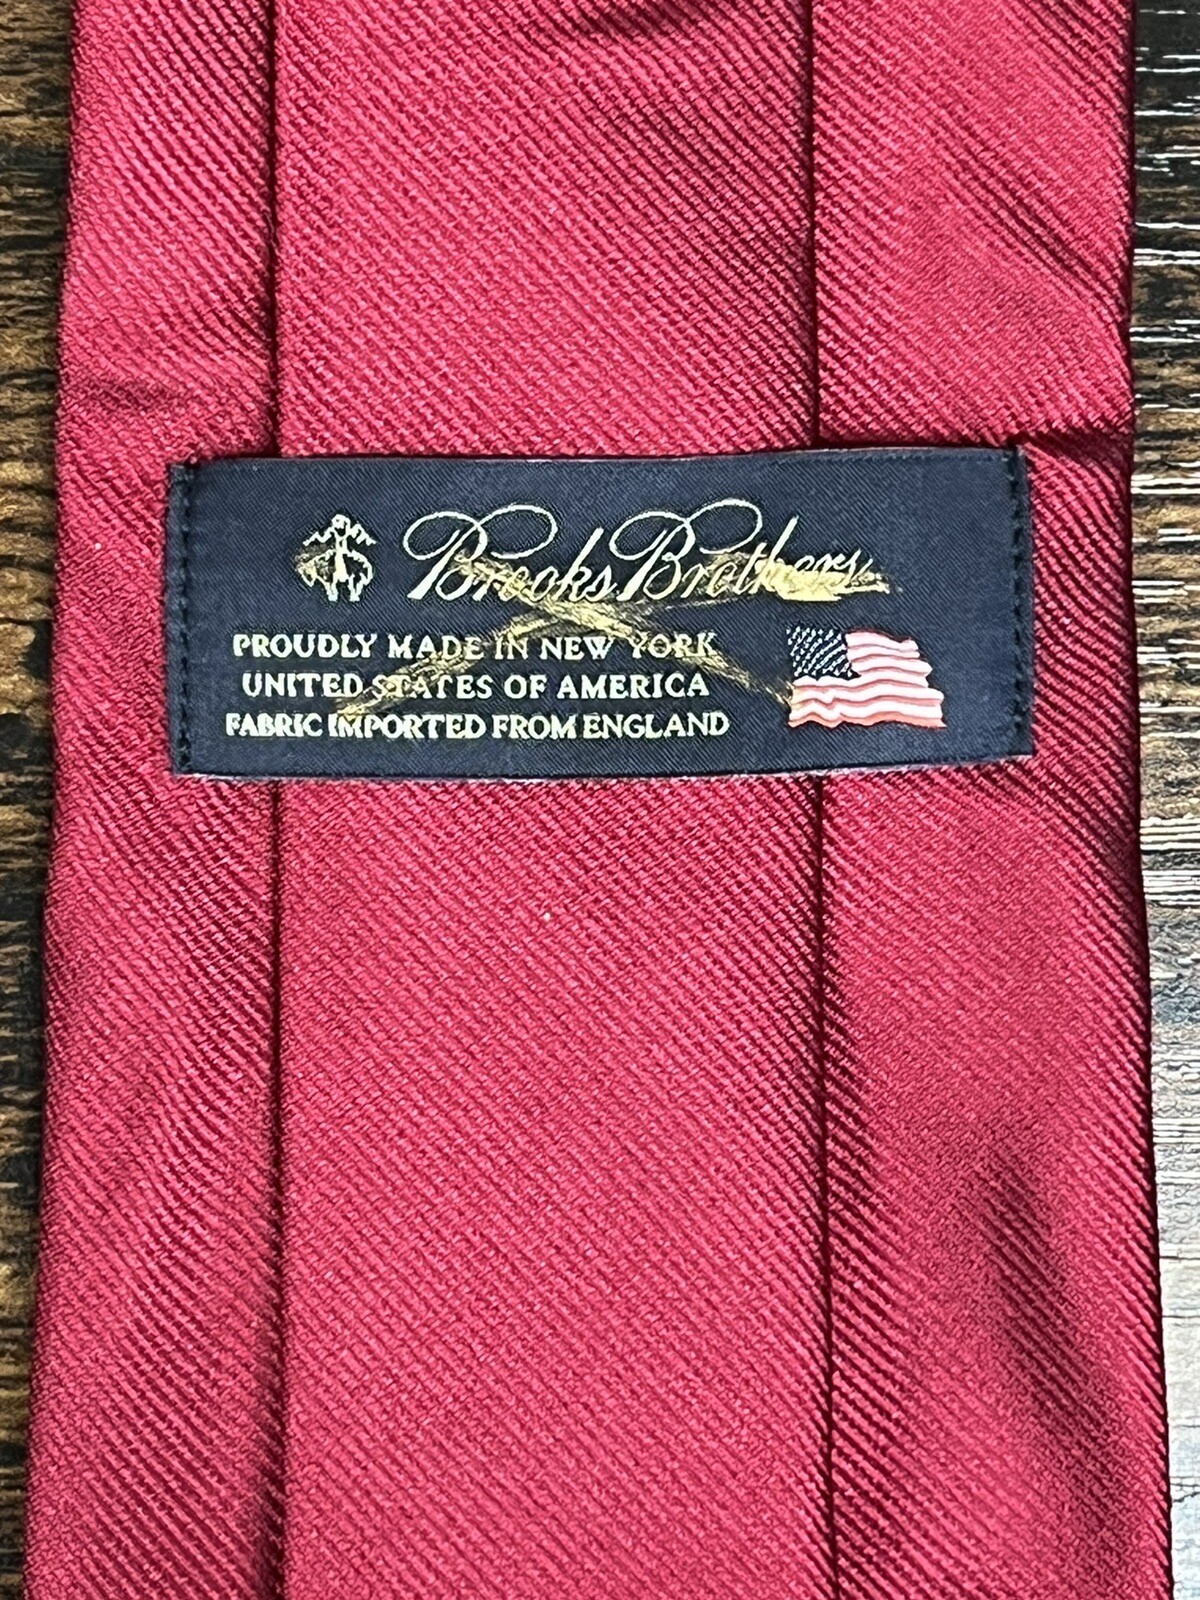 Brooks Brothers
PROUDLY MADE IN NEW YORK
UNITED STATES OF AMERICA
FABRIC IMPORTED FROM ENGLAND